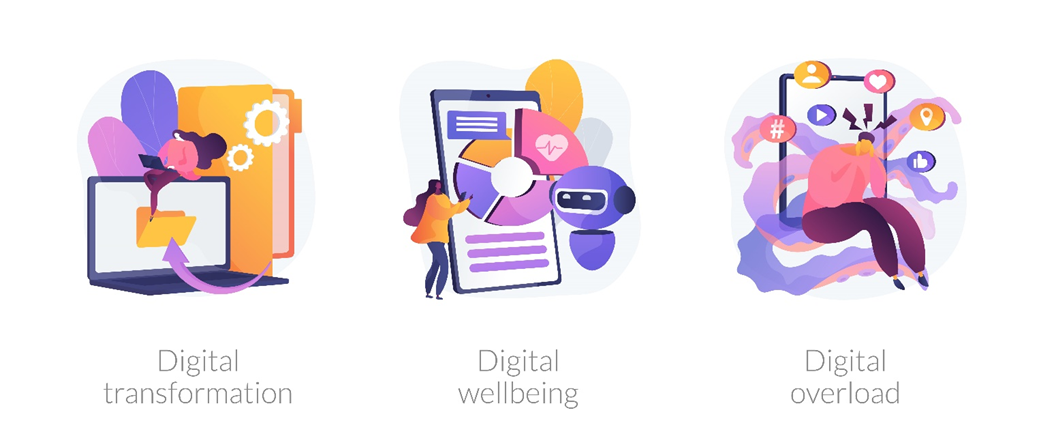 #
Digital
transformation
Digital
wellbeing
Digital
overload